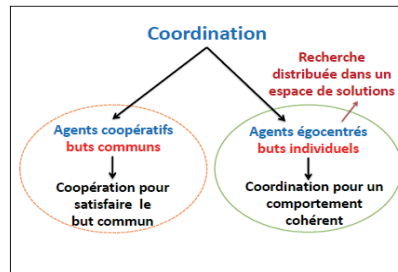 Coordination
Recherche
distribuée dans un
espace de solutions
Agents coopératifs
buts communs
Coopération pour
satisfaire le
but commun
Agents égocentrés
buts individuels
Coordination pour un
comportement
cohérent